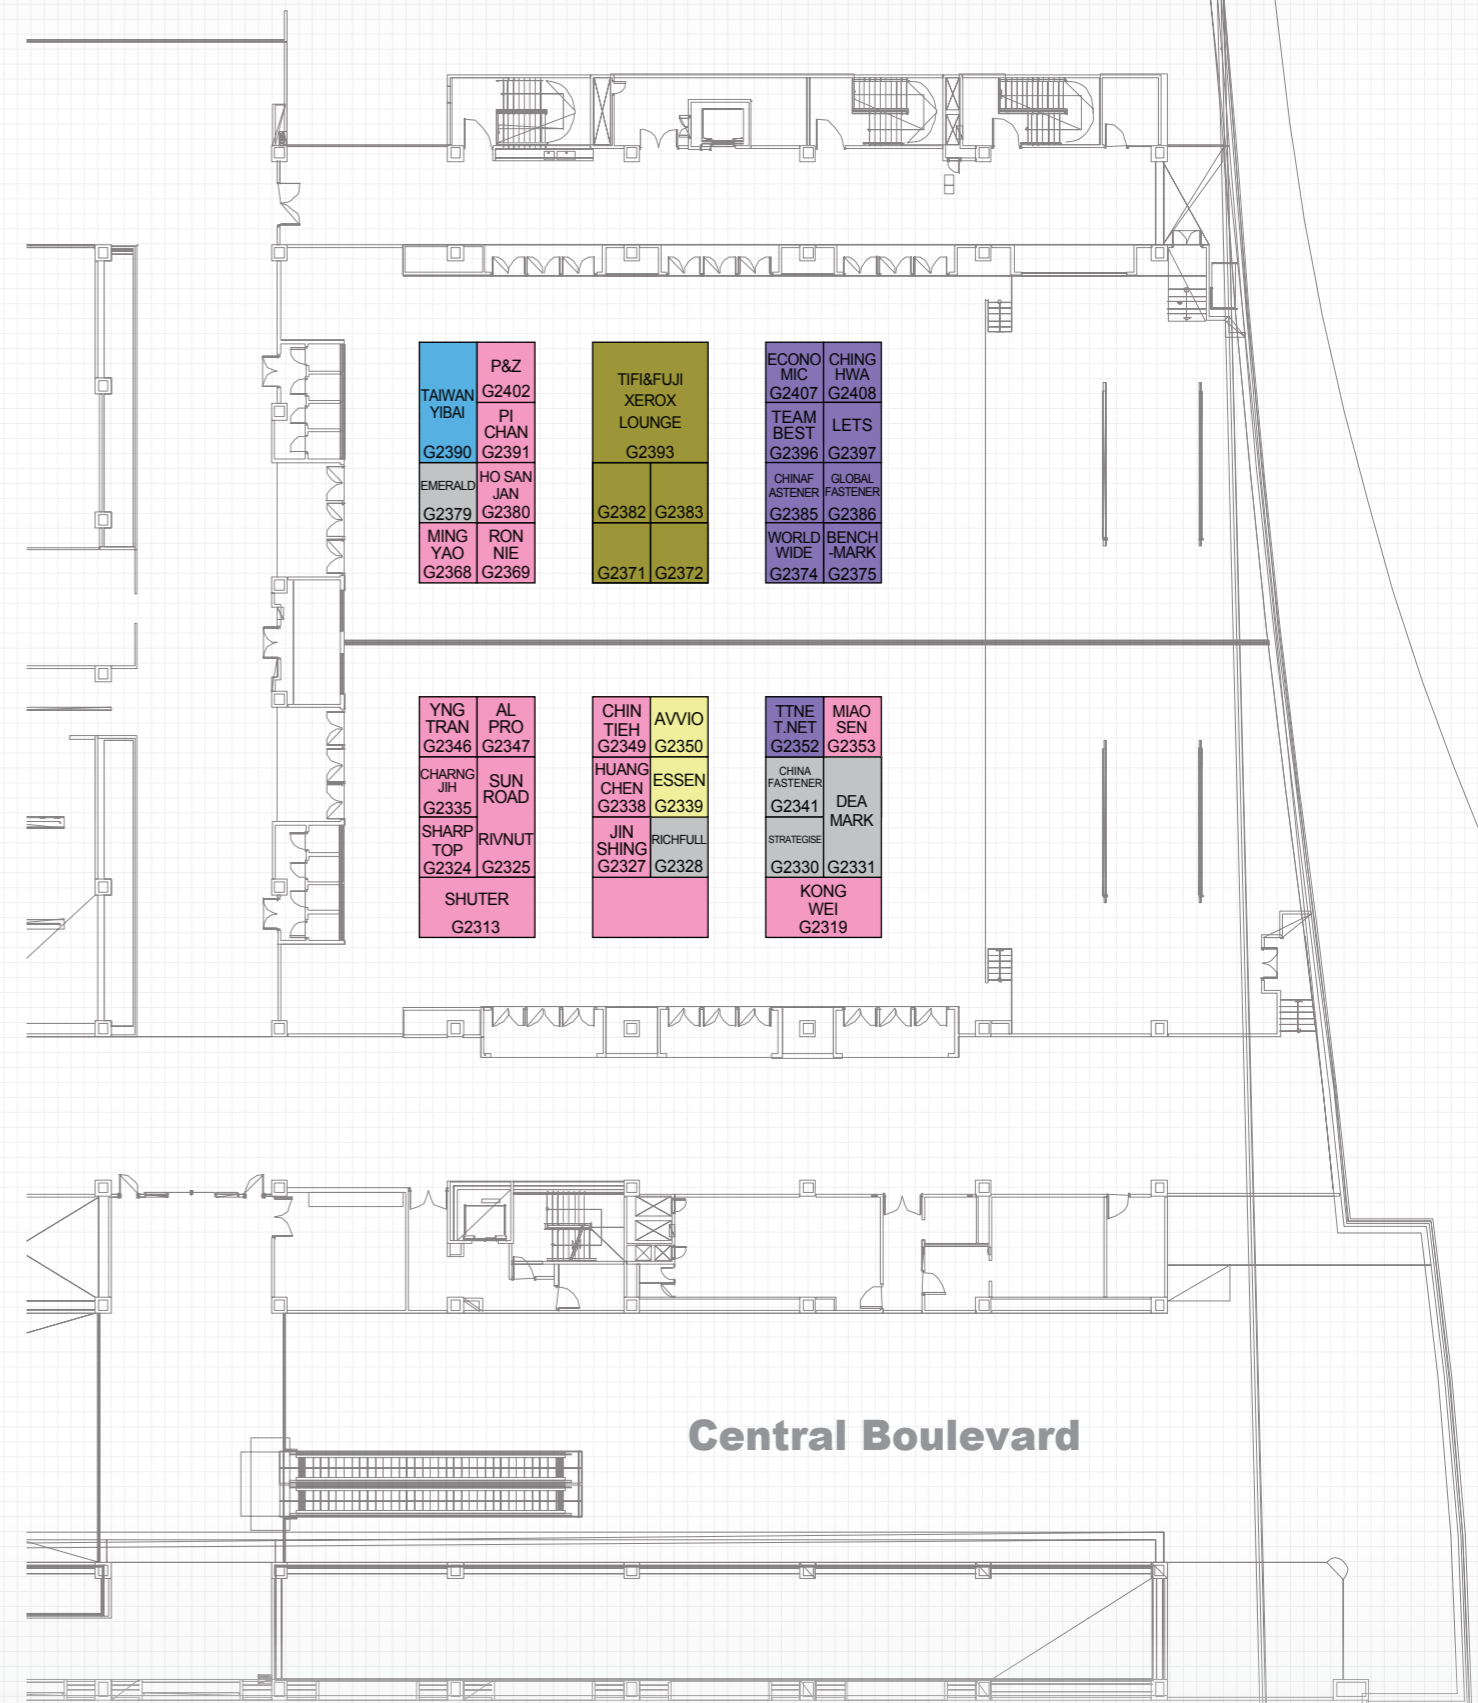 TAIWAN
YIBAI
G2390
P&Z
G2402
PI
CHAN
G2391
EMERALD
G2379
HO SAN
JAN
G2380
MING
YAO
G2368
RON
NIE
G2369
TIFI&FUJI
XEROX
LOUNGE
G2393
G2382
G2383
G2371
G2372
ECONO
MIC
G2407
CHING
HWA
G2408
TEAM
BEST
G2396
LETS
G2397
CHINAF
ASTENER
G2385
GLOBAL
FASTENER
G2386
WORLD
WIDE
G2374
BENCH
-MARK
G2375
YNG
TRAN
G2346
AL
PRO
G2347
CHARNG
JIH
G2335
SUN
ROAD
RIVNUT
G2325
SHARP
TOP
G2324
SHUTER
G2313
CHIN
TIEH
G2349
AVVIO
G2350
HUANG
CHEN
G2338
ESSEN
G2339
JIN
SHING
G2327
RICHFULL
G2328
TTNE
T.NET
G2352
MIAO
SEN
G2353
CHINA
FASTENER
G2341
DEA
MARK
G2331
STRATEGISE
G2330
KONG
WEI
G2319
Central Boulevard